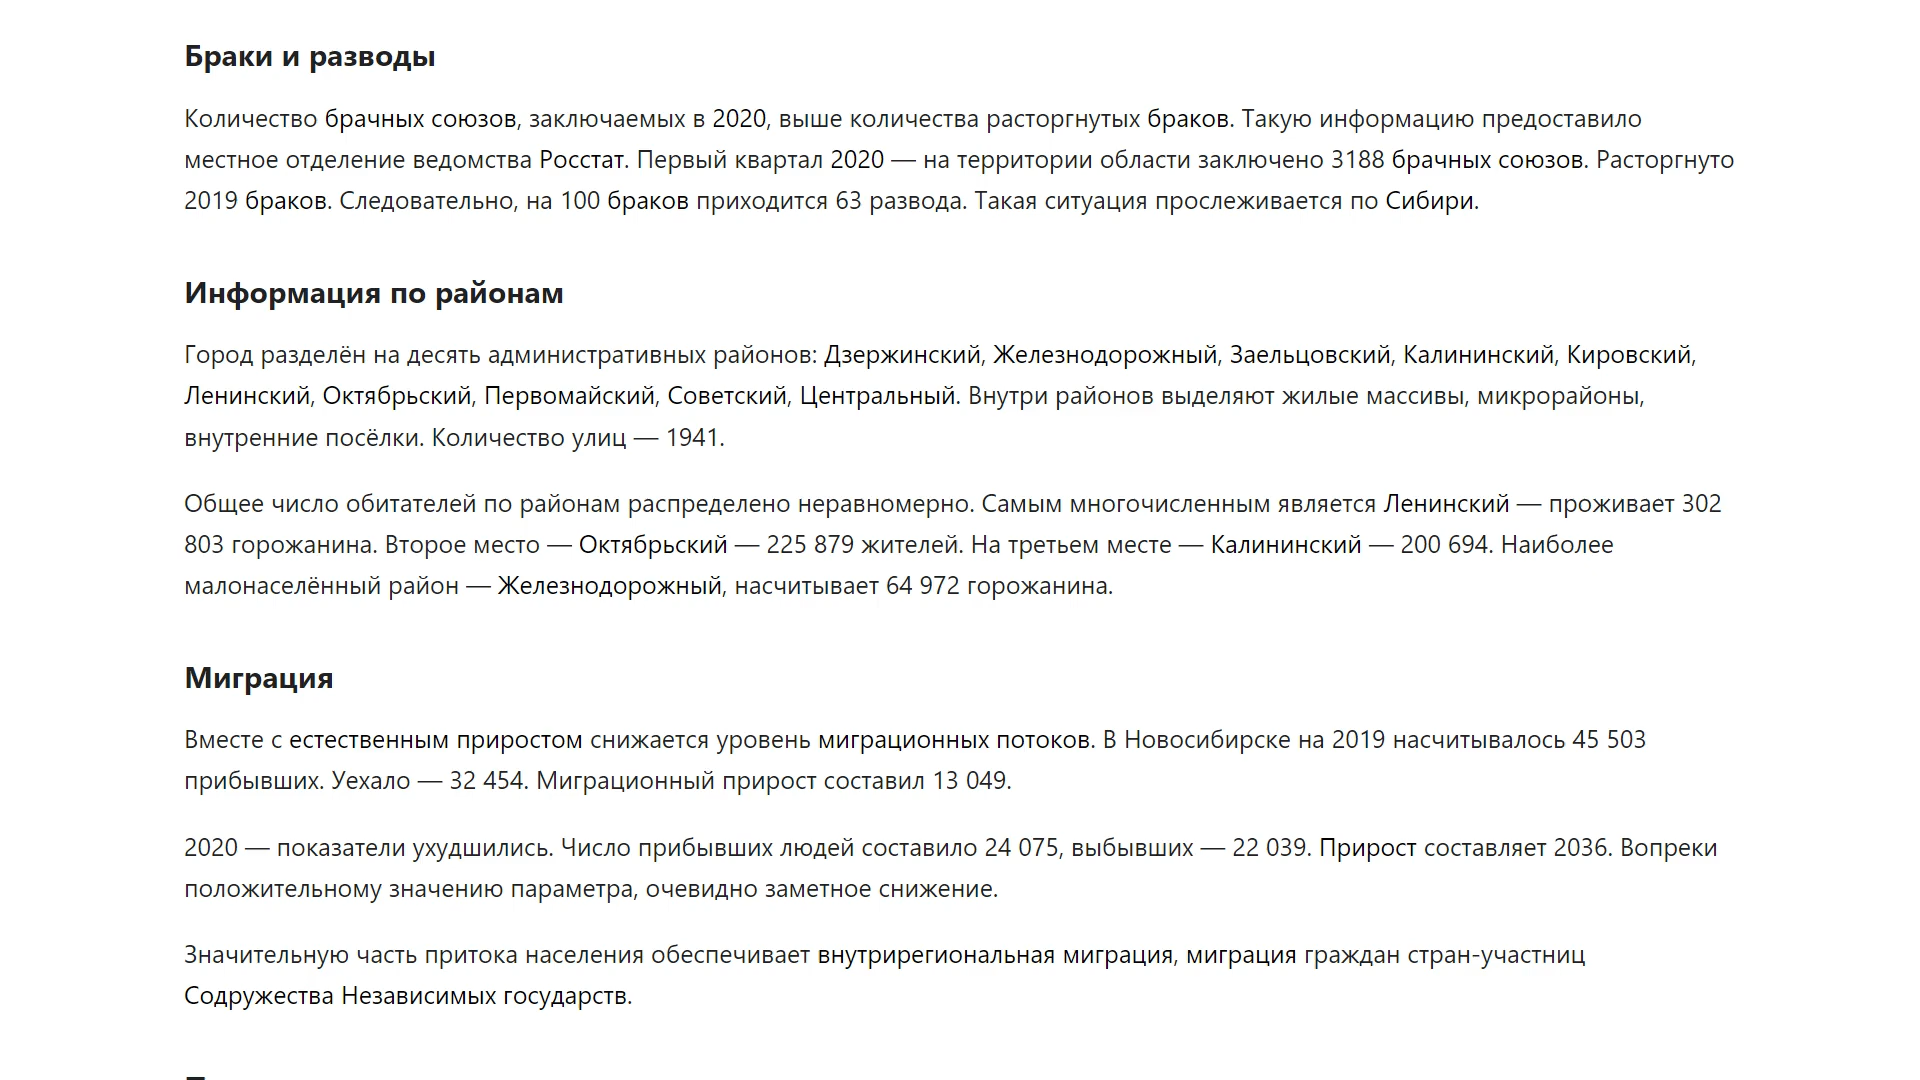 Браки и разводы
Количество брачных союзов, заключаемых в 2020, выше количества расторгнутых браков. Такую информацию предоставило
местное отделение ведомства Росстат. Первый квартал 2020 — на территории области заключено 3188 брачных союзов. Расторгнуто
2019 браков. Следовательно, на 100 браков приходится 63 развода. Такая ситуация прослеживается по Сибири.
Информация по районам
Город разделён на десять административных районов: Дзержинский, Железнодорожный, Заельцовский, Калининский, Кировский,
Ленинский, Октябрьский, Первомайский, Советский, Центральный. Внутри районов выделяют жилые массивы, микрорайоны,
внутренние посёлки. Количество улиц — 1941.
Общее число обитателей по районам распределено неравномерно. Самым многочисленным является Ленинский — проживает 302
803 горожанина. Второе место — Октябрьский — 225 879 жителей. На третьем месте — Калининский — 200 694. Наиболее
малонаселённый район — Железнодорожный, насчитывает 64 972 горожанина.
Миграция
Вместе с естественным приростом снижается уровень миграционных потоков. В Новосибирске на 2019 насчитывалось 45 503
прибывших. Уехало — 32 454. Миграционный прирост составил 13 049.
2020 — показатели ухудшились. Число прибывших людей составило 24 075, выбывших — 22 039. Прирост составляет 2036. Вопреки
положительному значению параметра, очевидно заметное снижение.
Значительную часть притока населения обеспечивает внутрирегиональная миграция, миграция граждан стран-участниц
Содружества Независимых государств.